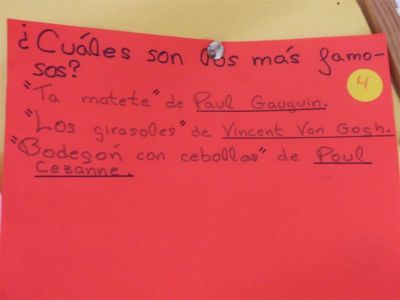 ¿Cuáles son los más famo-
sos?
4
"Ta matete" de Paul Gauguin.
"Los girasoles" de Vincent Van Gogh.
"Bodegón con cebollas" de Poul
Cezanne.